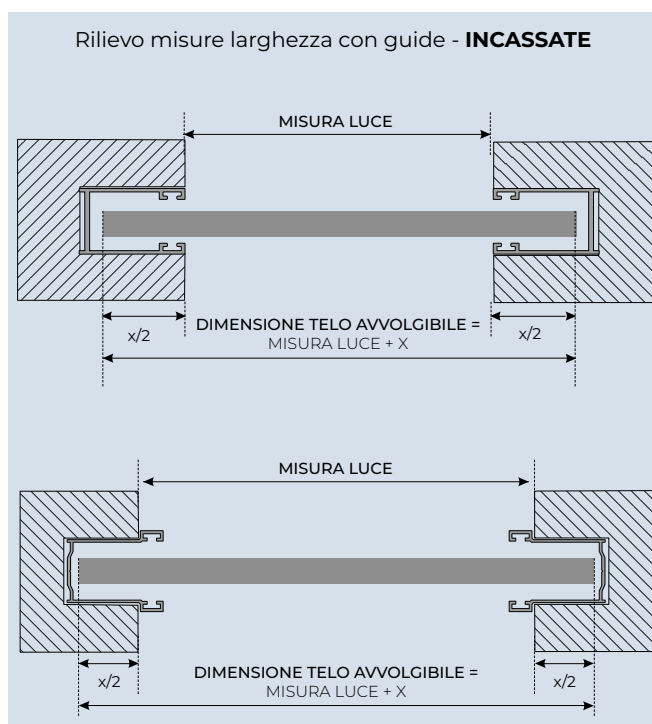 Rilievo misure larghezza con guide - INCASSATE
MISURA LUCE
x/2
DIMENSIONE TELO AVVOLGIBILE =
MISURA LUCE + X
x/2
MISURA LUCE
x/2
DIMENSIONE TELO AVVOLGIBILE =
MISURA LUCE + X
x/2